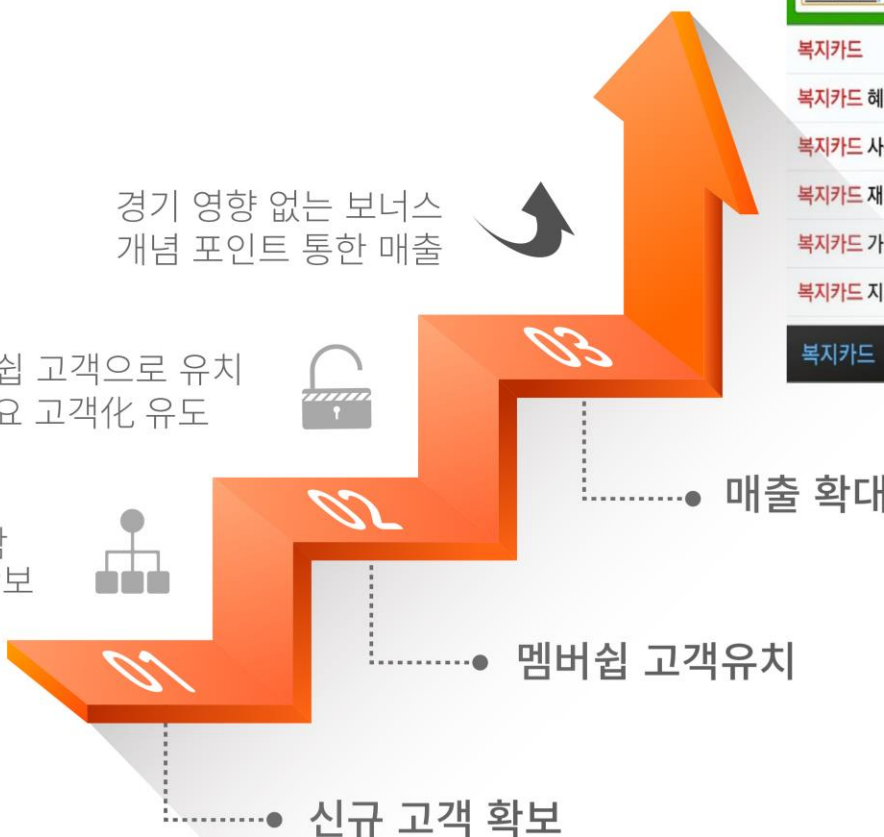 복지카드
복지카드 혜
복지카드 사
복지카드 재
복지카드 가
복지카드 지
복지카드
경기 영향 없는 보너스
개념 포인트 통한 매출
쉽 고객으로 유치
요 고객化 유도
보
03
매출 확대
02
멤버쉽 고객유치
01
신규 고객 확보